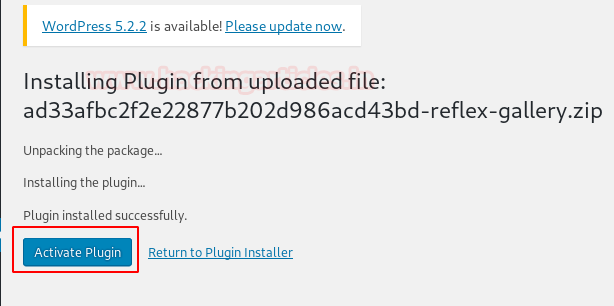 WordPress 5.2.2 is available! Please update now.
Installing Plugin from uploaded file:
ad33afbc2f2e22877b202d986acd43bd-reflex-gallery.zip
Unpacking the package…
Installing the plugin…
Plugin installed successfully.
Activate Plugin Return to Plugin Installer